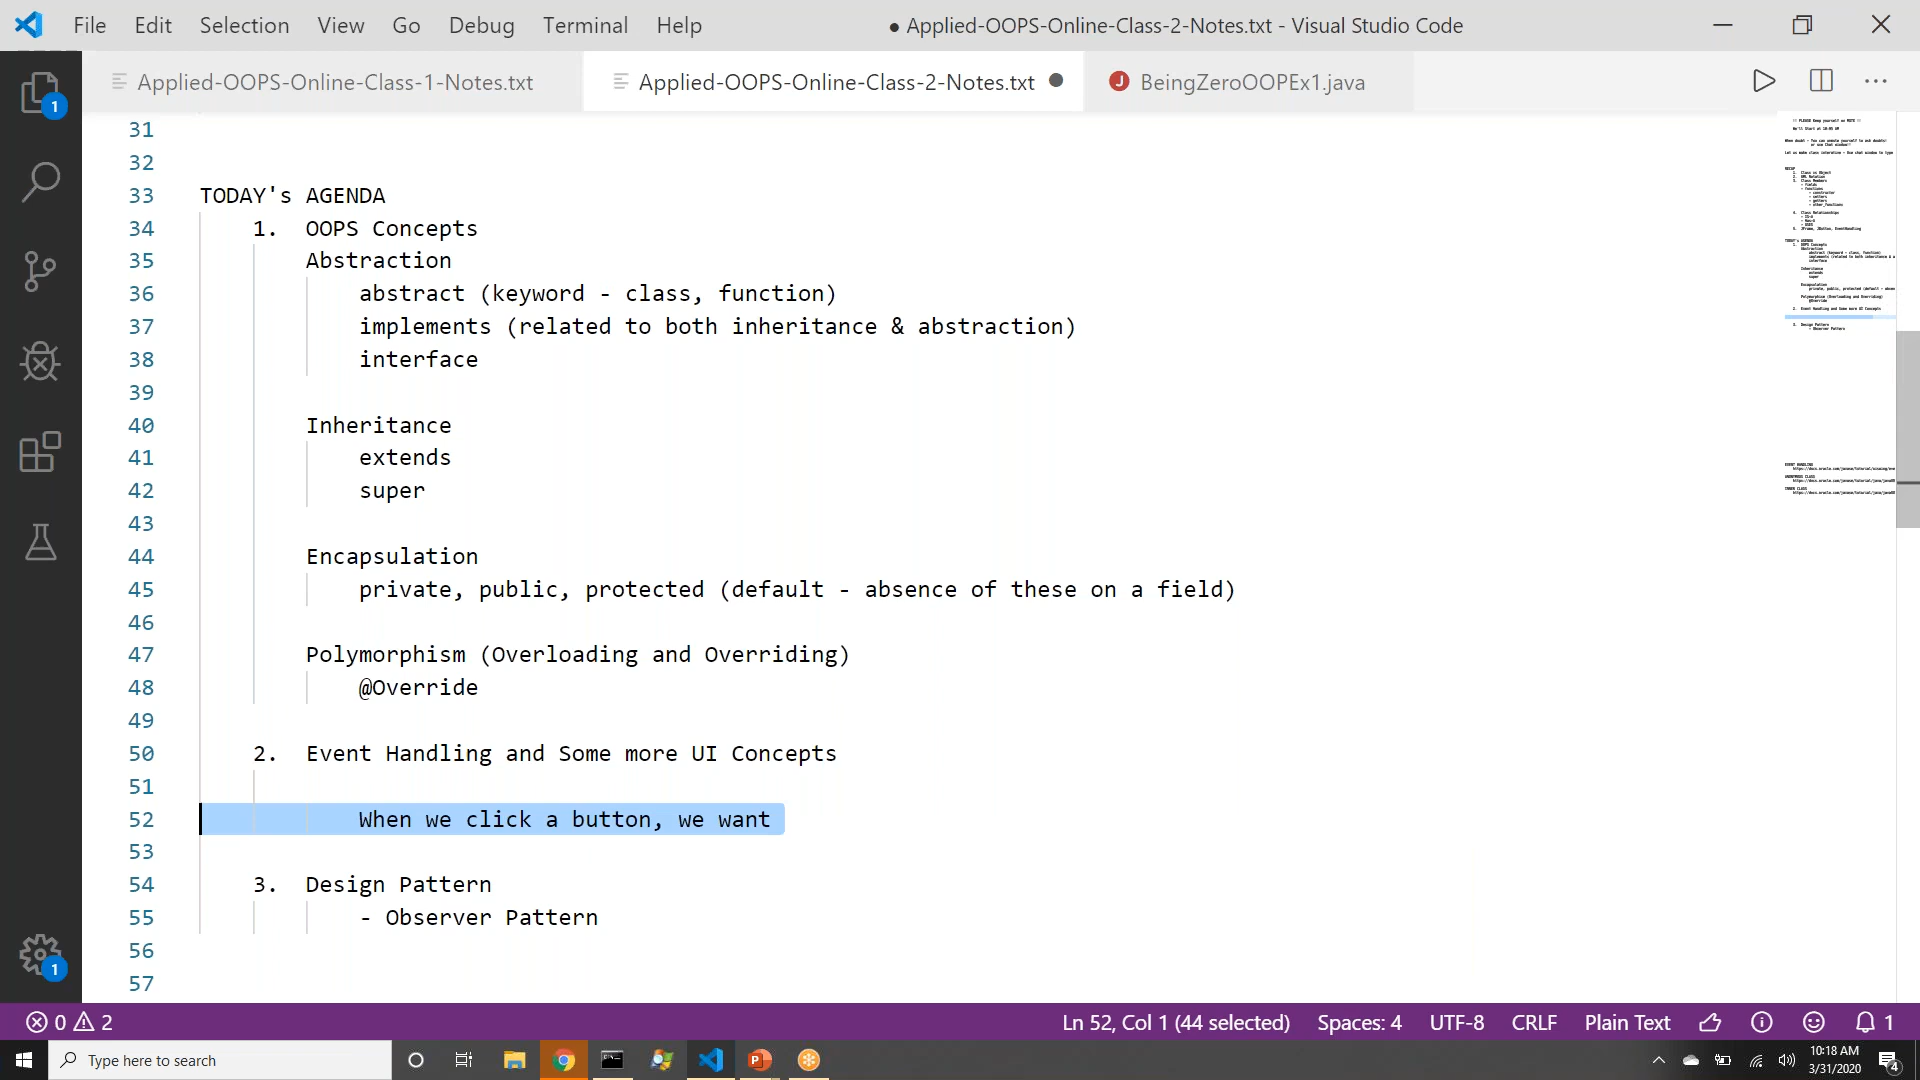 File Edit Selection View Go Debug Terminal Help ● Applied-OOPS-Online-Class-2-Notes.txt - Visual Studio Code
Applied-OOPS-Online-Class-1-Notes.txt Applied-OOPS-Online-Class-2-Notes.txt J BeingZeroOOPEx1.java
31
32
33 TODAY's AGENDA
34 1. OOPS Concepts
35 Abstraction
36 abstract (keyword - class, function)
37 implements (related to both inheritance & abstraction)
38 interface
39
40 Inheritance
41 extends
42 super
43
44 Encapsulation
45 private, public, protected (default - absence of these on a field)
46
47 Polymorphism (Overloading and Overriding)
48 @Override
49
50 2. Event Handling and Some more UI Concepts
51
52 When we click a button, we want
53
54 3. Design Pattern
55 - Observer Pattern
56
57
1
1
0 2 Ln 52, Col 1 (44 selected) Spaces: 4 UTF-8 CRLF Plain Text 1
Type here to search
10:18 AM
3/31/2020
4